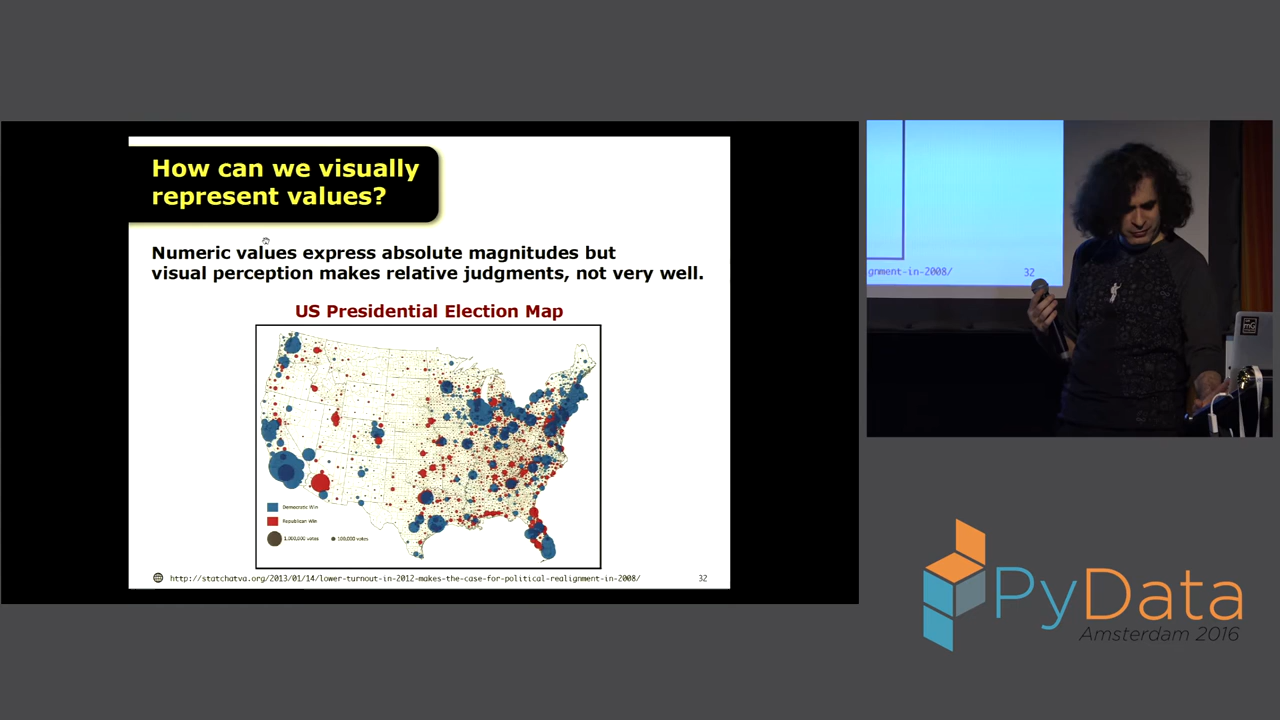 How can we visually
represent values?
Numeric values express absolute magnitudes but
visual perception makes relative judgments, not very well.
US Presidential Election Map
Democratic Win
Republican Win
1,000,000 votes
100,000 votes
http://statchatva.org/2013/01/14/lower-turnout-in-2012-makes-the-case-for-political-realignment-in-2008/
32
gnment-in-2008/
32
mG
PyData
Amsterdam 2016